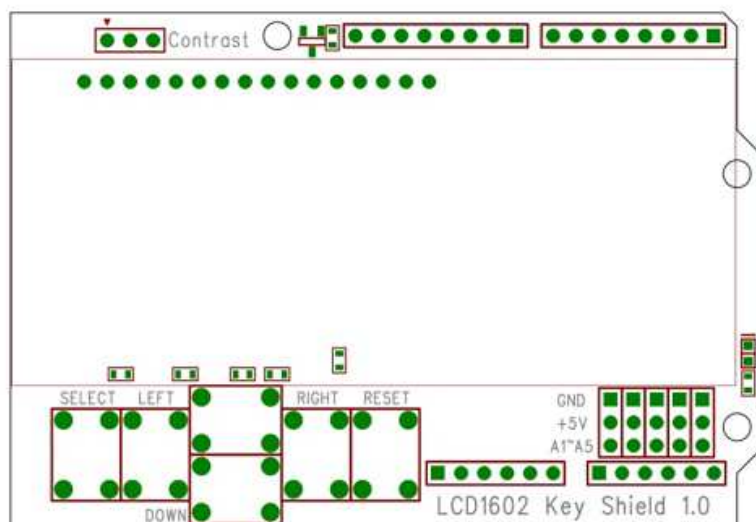 Contrast
SELECT LEFT RIGHT RESET
GND
+5V
A1~A5
LCD1602 Key Shield 1.0
DOWN